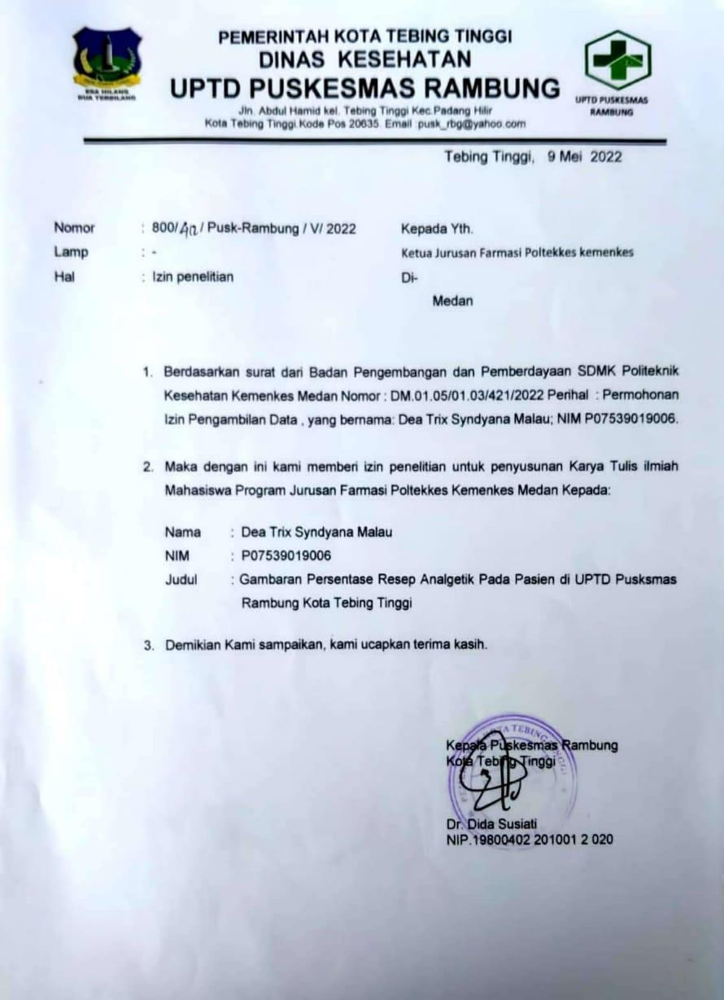 PEMERINTAH KOTA TEBING TINGGI
DINAS KESEHATAN
UPTD PUSKESMAS RAMBUNG
Jln. Abdul Hamid kel. Tebing Tinggi Kec.Padang Hilir
Kota Tebing Tinggi.Kode Pos 20635. Email :pusk_rbg@yahoo.com
ESA HILANG
DUA TERBILANG
UPTD PUSKESMAS
RAMBUNG
Tebing Tinggi, 9 Mei 2022
Nomor : 800/ / Pusk-Rambung / V/ 2022
Lamp : -
Hal : Izin penelitian
Kepada Yth.
Ketua Jurusan Farmasi Poltekkes kemenkes
Di-
Medan
1. Berdasarkan surat dari Badan Pengembangan dan Pemberdayaan SDMK Politeknik
Kesehatan Kemenkes Medan Nomor : DM.01.05/01.03/421/2022 Perihal : Permohonan
Izin Pengambilan Data , yang bernama: Dea Trix Syndyana Malau; NIM P07539019006.
2. Maka dengan ini kami memberi izin penelitian untuk penyusunan Karya Tulis ilmiah
Mahasiswa Program Jurusan Farmasi Poltekkes Kemenkes Medan Kepada:
Nama : Dea Trix Syndyana Malau
NIM : P07539019006
Judul : Gambaran Persentase Resep Analgetik Pada Pasien di UPTD Pusksmas
Rambung Kota Tebing Tinggi
3. Demikian Kami sampaikan, kami ucapkan terima kasih.
Kepala Puskesmas Rambung
Kota Tebing Tinggi
Dr. Dida Susiati
NIP.19800402 201001 2 020